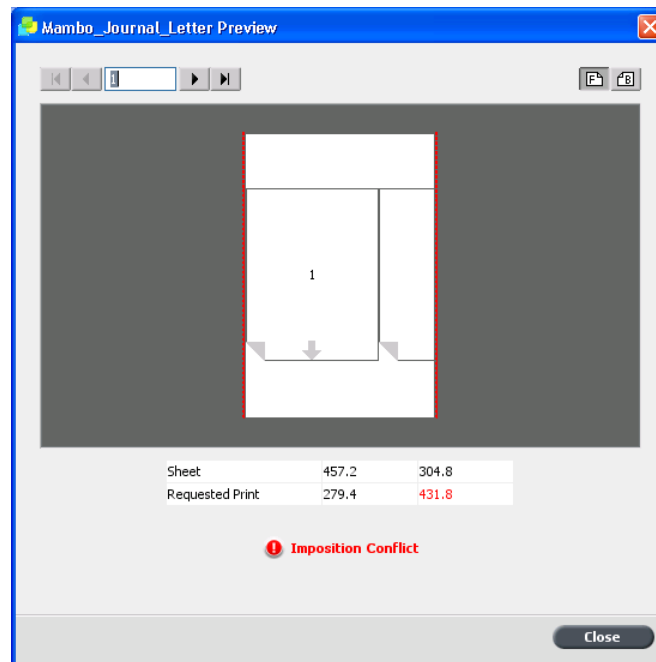 Mambo_Journal_Letter Preview
1
F B
1
Sheet 457.2 304.8
Requested Print 279.4 431.8
Imposition Conflict
Close